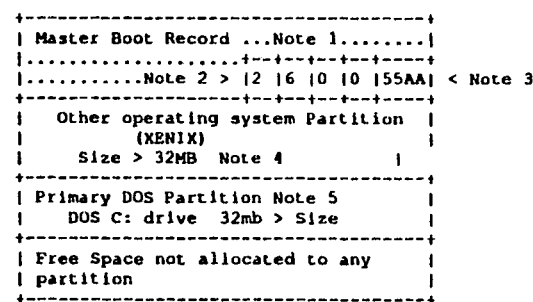 +-----------------------------------+
| Master Boot Record ...Note 1........|
|....................+--+--+--+--+----+
|...........Note 2 > |2 |6 |0 |0 |55AA| < Note 3
+--------------------+--+--+--+--+----+
| Other operating system Partition |
| (XENIX) |
| Size > 32MB Note 4 |
+-----------------------------------+
| Primary DOS Partition Note 5 |
| DOS C: drive 32mb > Size |
+-----------------------------------+
| Free Space not allocated to any |
| partition |
+-----------------------------------+